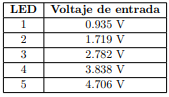 LED Voltaje de entrada
1 0.935 V
2 1.719 V
3 2.782 V
4 3.838 V
5 4.706 V